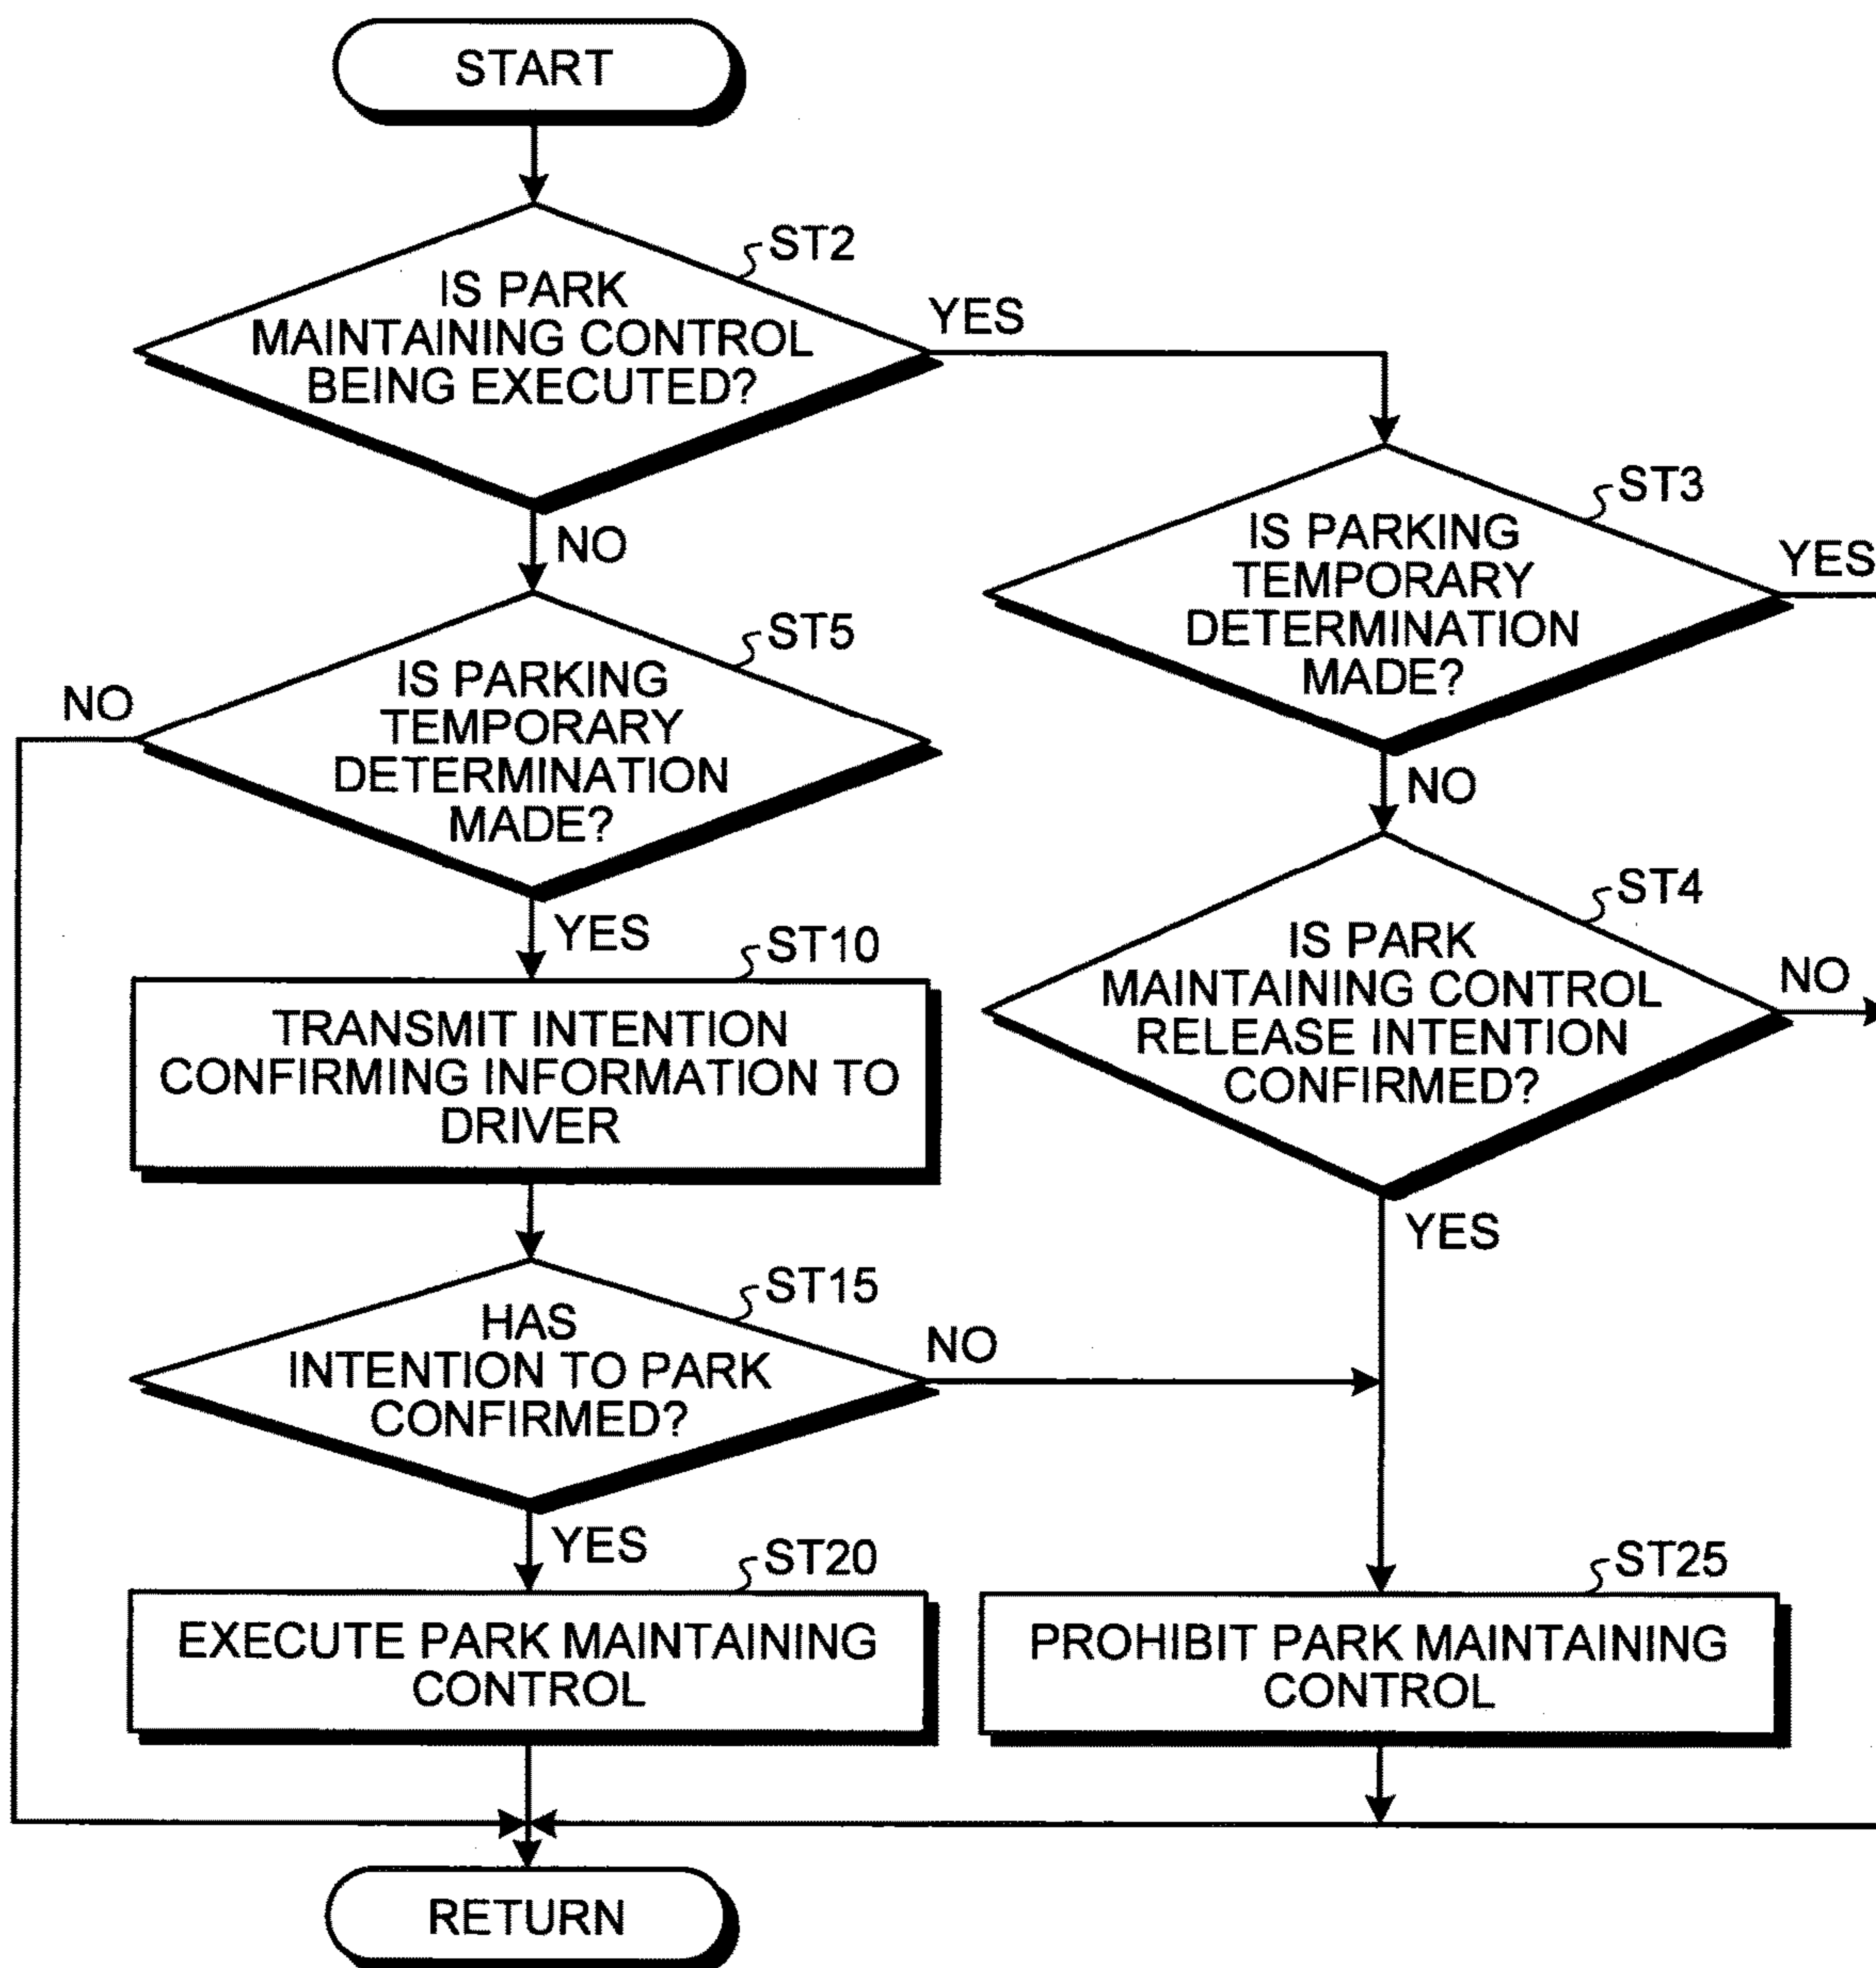 START
ST2
IS PARK
MAINTAINING CONTROL
BEING EXECUTED?
YES
NO
ST3
IS PARKING
TEMPORARY
DETERMINATION
MADE?
YES
NO
ST5
IS PARKING
TEMPORARY
DETERMINATION
MADE?
NO
YES
ST4
IS PARK
MAINTAINING CONTROL
RELEASE INTENTION
CONFIRMED?
NO
YES
ST10
TRANSMIT INTENTION
CONFIRMING INFORMATION TO
DRIVER
ST15
HAS
INTENTION TO PARK
CONFIRMED?
NO
YES
ST20
EXECUTE PARK MAINTAINING
CONTROL
ST25
PROHIBIT PARK MAINTAINING
CONTROL
RETURN